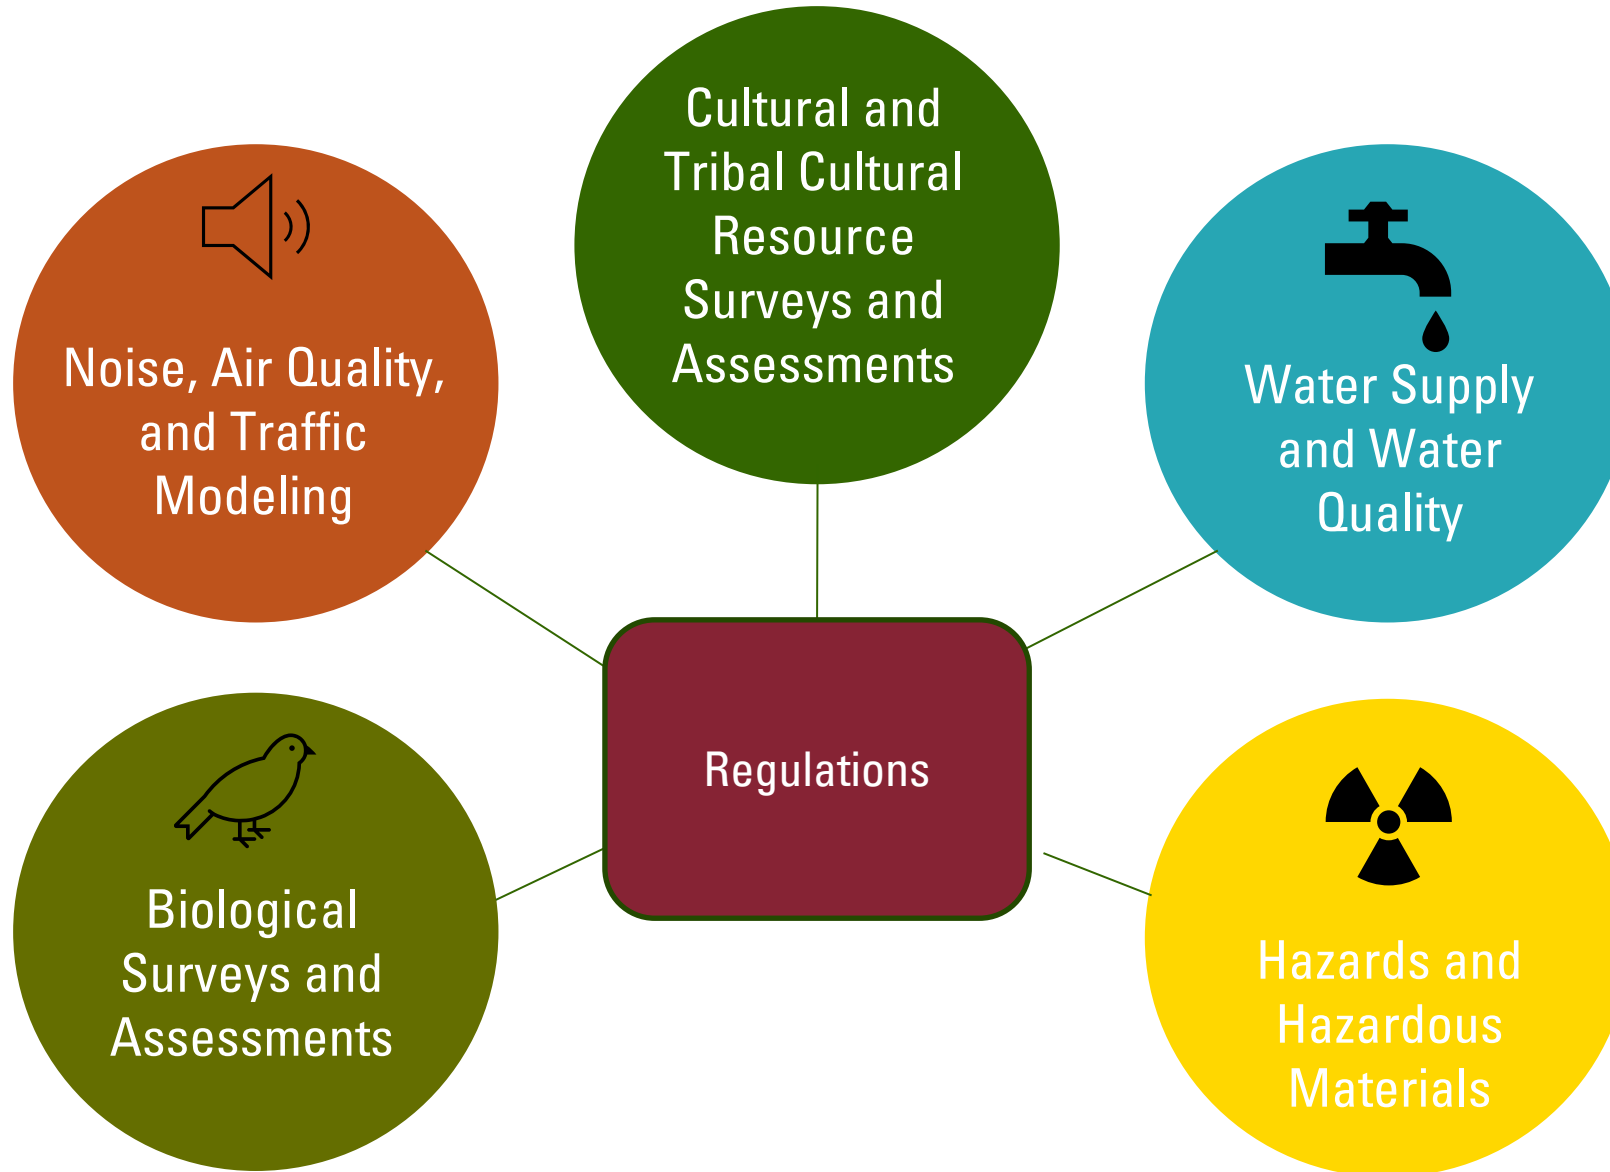 Cultural and
Tribal Cultural
Resource
Surveys and
Assessments
Noise, Air Quality,
and Traffic
Modeling
Water Supply
and Water
Quality
Regulations
Biological
Surveys and
Assessments
Hazards and
Hazardous
Materials